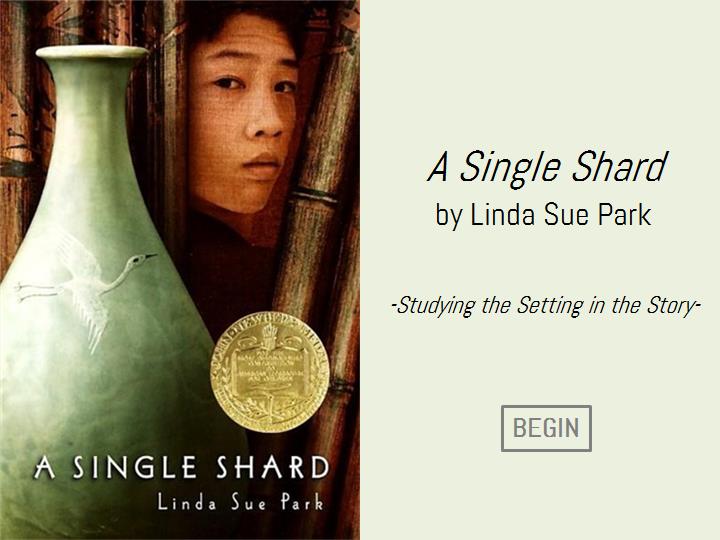 A SINGLE SHARD
Linda Sue Park
A Single Shard
by Linda Sue Park
-Studying the Setting in the Story-
BEGIN